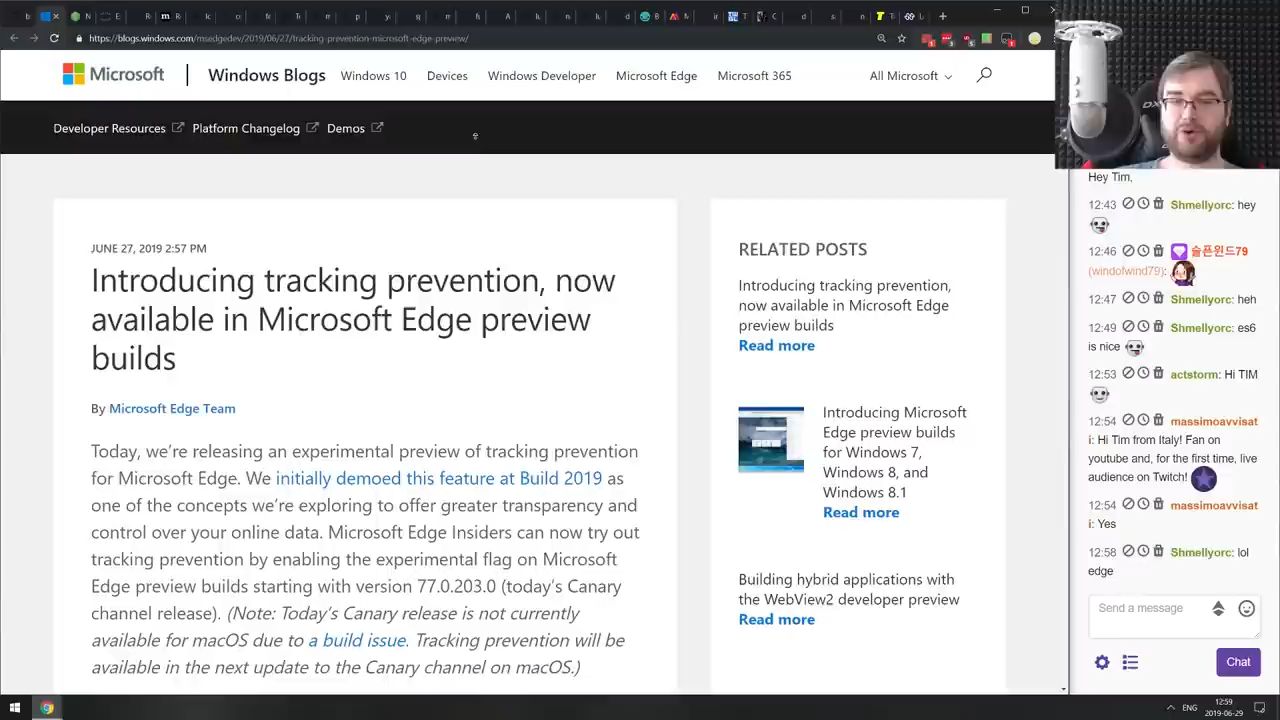 https://blogs.windows.com/msedgedev/2019/06/27/tracking-prevention-microsoft-edge-preview/
Microsoft
Windows Blogs
Windows 10
Devices
Windows Developer
Microsoft Edge
Microsoft 365
All Microsoft
Developer Resources
Platform Changelog
Demos
JUNE 27, 2019 2:57 PM
Introducing tracking prevention, now
available in Microsoft Edge preview
builds
By Microsoft Edge Team
Today, we’re releasing an experimental preview of tracking prevention
for Microsoft Edge. We initially demoed this feature at Build 2019 as
one of the concepts we’re exploring to offer greater transparency and
control over your online data. Microsoft Edge Insiders can now try out
tracking prevention by enabling the experimental flag on Microsoft
Edge preview builds starting with version 77.0.203.0 (today’s Canary
channel release). (Note: Today’s Canary release is not currently
available for macOS due to a build issue. Tracking prevention will be
available in the next update to the Canary channel on macOS.)
RELATED POSTS
Introducing tracking prevention,
now available in Microsoft Edge
preview builds
Read more
Introducing Microsoft
Edge preview builds
for Windows 7,
Windows 8, and
Windows 8.1
Read more
Building hybrid applications with
the WebView2 developer preview
Read more
Hey Tim,
12:43 Shmellyorc: hey
12:46 슬픈윈드79
(windofwind79):
12:47 Shmellyorc: heh
12:49 Shmellyorc: es6
is nice
12:53 actstorm: Hi TIM
12:54 massimoavvisat
i: Hi Tim from Italy! Fan on
youtube and, for the first time, live
audience on Twitch!
12:54 massimoavvisat
i: Yes
12:58 Shmellyorc: lol
edge
Send a message
Chat
ENG
12:59
2019-06-29